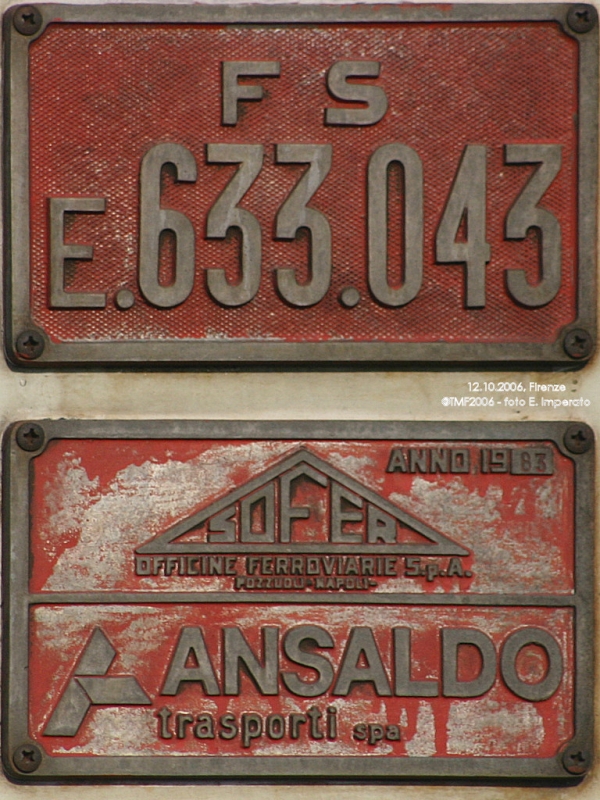 FS
E.633.043
12.10.2006, Firenze
©TMF2006 - foto E. Imperato
ANNO 1983
SOFER
OFFICINE FERROVIARIE S.p.A.
POZZUOLI-NAPOLI-
ANSALDO
trasporti spa